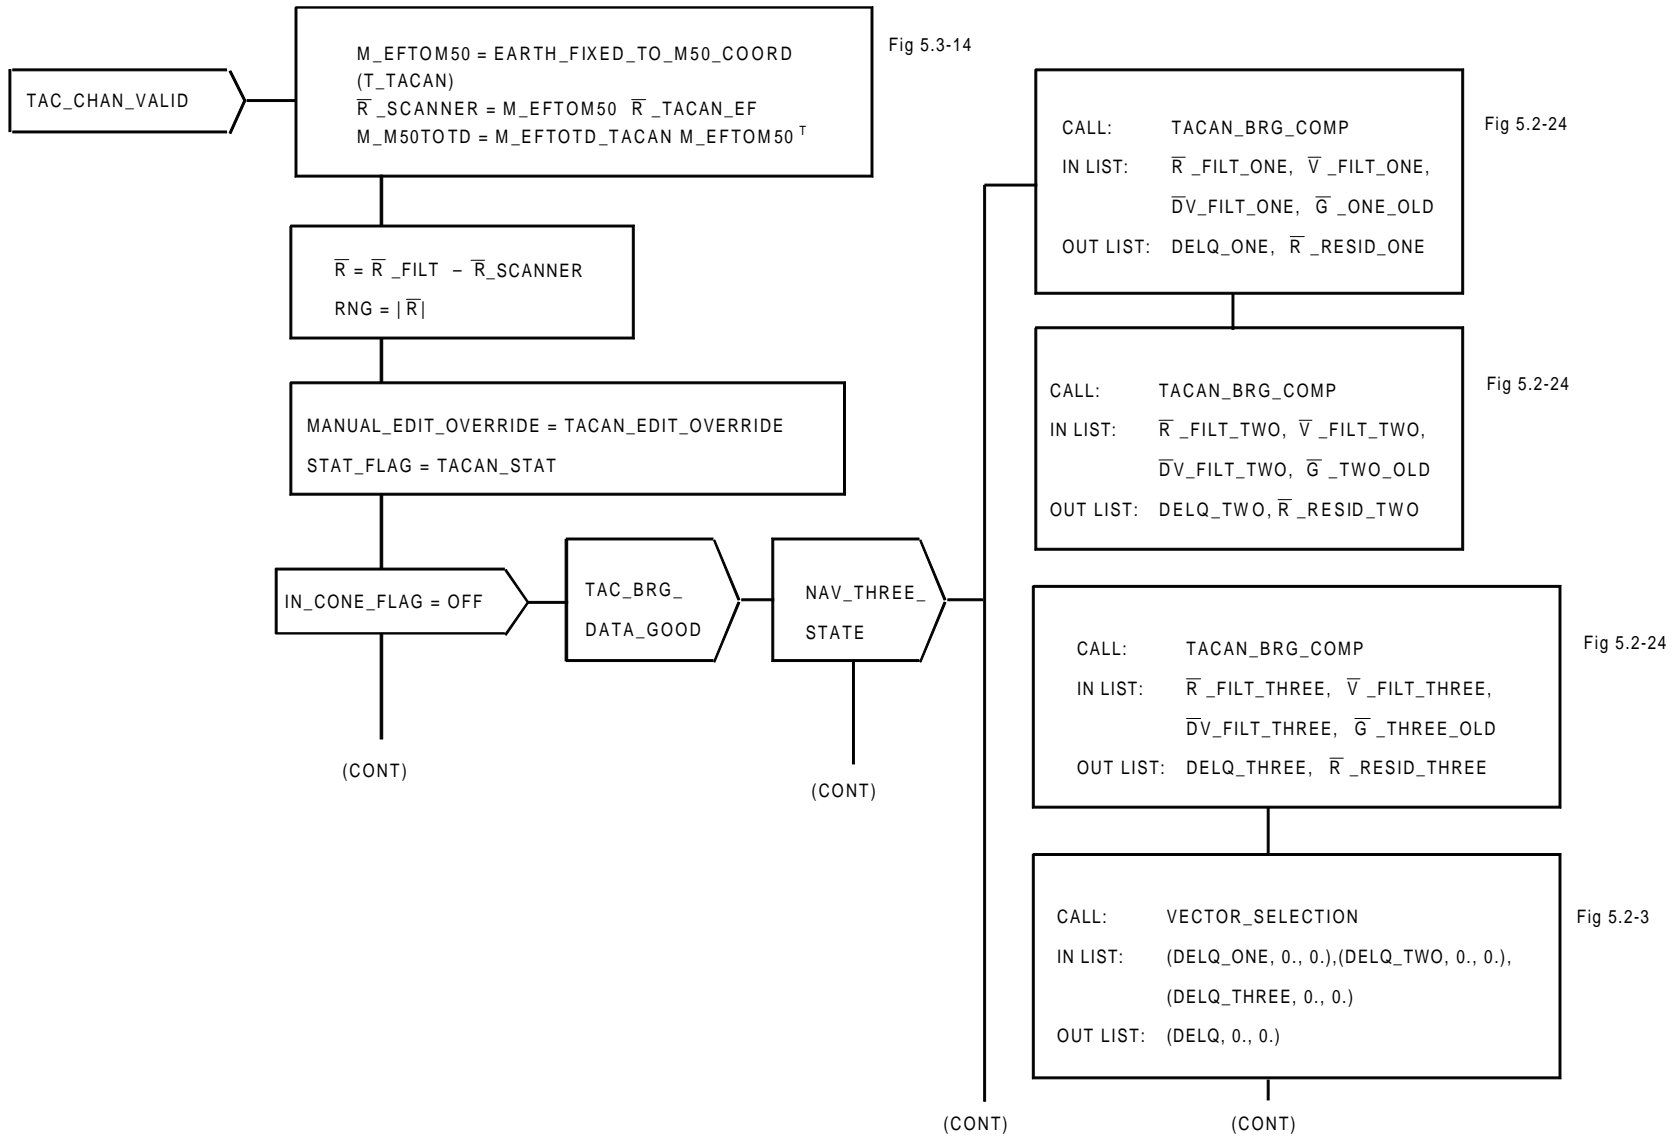 M_EFTOM50 = EARTH_FIXED_TO_M50_COORD
(T_TACAN)
R̅ _SCANNER = M_EFTOM50 R̅ _TACAN_EF
M_M50TOTD = M_EFTOTD_TACAN M_EFTOM50 ᵀ
Fig 5.3-14
TAC_CHAN_VALID
R̅ = R̅ _FILT – R̅_SCANNER
RNG = |R̅|
MANUAL_EDIT_OVERRIDE = TACAN_EDIT_OVERRIDE
STAT_FLAG = TACAN_STAT
IN_CONE_FLAG = OFF
TAC_BRG_
DATA_GOOD
NAV_THREE_
STATE
(CONT)
(CONT)
CALL: TACAN_BRG_COMP
IN LIST: R̅ _FILT_ONE, V̅ _FILT_ONE,
D̅V_FILT_ONE, G̅ _ONE_OLD
OUT LIST: DELQ_ONE, R̅ _RESID_ONE
Fig 5.2-24
CALL: TACAN_BRG_COMP
IN LIST: R̅ _FILT_TWO, V̅ _FILT_TWO,
D̅V_FILT_TWO, G̅ _TWO_OLD
OUT LIST: DELQ_TWO, R̅ _RESID_TWO
Fig 5.2-24
CALL: TACAN_BRG_COMP
IN LIST: R̅ _FILT_THREE, V̅ _FILT_THREE,
D̅V_FILT_THREE, G̅ _THREE_OLD
OUT LIST: DELQ_THREE, R̅ _RESID_THREE
Fig 5.2-24
CALL: VECTOR_SELECTION
IN LIST: (DELQ_ONE, 0., 0.),(DELQ_TWO, 0., 0.),
(DELQ_THREE, 0., 0.)
OUT LIST: (DELQ, 0., 0.)
Fig 5.2-3
(CONT)
(CONT)